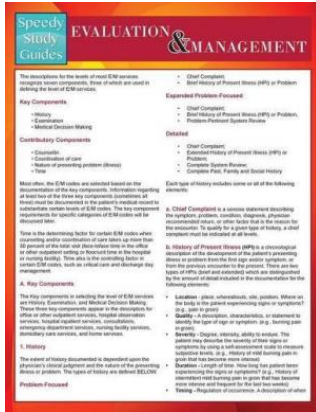 Speedy
Study
Guides
EVALUATION
& MANAGEMENT
The descriptions for the levels of most E/M services
recognize seven components, three of which are used in
defining the level of E/M services.
Key Components
• History
• Examination
• Medical Decision Making
Contributory Components
• Counselin
• Coordination of care
• Nature of presenting problem (illness)
• Time
Most often, the E/M codes are selected based on the
documentation of the key components. Information regarding
at least two of the three key components (sometimes all
three) must be documented in the patient's medical record to
substantiate certain levels of E/M codes. The key component
requirements for specific categories of E/M codes will be
discussed later.
Time is the determining factor for certain E/M codes when
counseling and/or coordination of care takes up more than
50 percent of the total visit (face-to-face time in the office
or other outpatient setting or floor/unit time in the hospital
or nursing facility). Time also is the controlling factor in
certain E/M codes, such as critical care and discharge day
management
A. Key Components
The Key components in selecting the level of E/M services
are History, Examination, and Medical Decision Making.
These three key components appear in the descriptors for
office or other outpatient services, hospital observation
services, hospital inpatient services, consultations,
emergency department services, nursing facility services,
domiciliary care services, and home services.
1. History
The extent of history documented is dependent upon the
physician's clinical judgment and the nature of the presenting
illness or problem. The types of history are defined BELOW.
Problem-Focused
• Chief Complaint;
• Brief History of Present Illness (HPI) or Problem
Expanded Problem-Focused
• Chief Complaint;
• Brief History of Present Illness (HPI) or Problem,
• Problem-Pertinent System Review
Detailed
• Chief Complaint;
• Extended History of Present Illness (HPI) or
Problem;
• Complete System Review;
• Complete Past, Family and Social History
Each type of history includes some or all of the following
elements:
a. Chief Complaint is a concise statement describing
the symptom, problem, condition, diagnosis, physician
recommended return, or other factor that is the reason for
the encounter. To qualify for a given type of history, a chief
complaint must be indicated at all levels.
b. History of Present Illness (HPI) is a chronological
description of the development of the patient's presenting
illness or problem from the first sign and/or symptom, or
from the previous encounter to the present. There are two
types of HPIs (brief and extended) which are distinguished
by the amount of detail included in the documentation for the
following elements:
• Location - place, whereabouts, site, position. Where on
the body is the patient experiencing signs or symptoms?
(e.g., pain in groin)
• Quality - A description, characteristics, or statement to
identify the type of sign or symptom. (e.g., burning pain
in groin).
• Severity - Degree, intensity, ability to endure. The
patient may describe the severity of their signs or
symptoms by using a self-assessment scale to measure
subjective levels, (e.g., History of mild burning pain in
groin that has become more intense)
• Duration - Length of time. How long has patient been
experiencing the signs or symptoms? (e.g., History of
intermittent mild burning pain in groin that has become
more intense and frequent for the last two weeks)
• Timing - Regulation of occurrence. A description of when